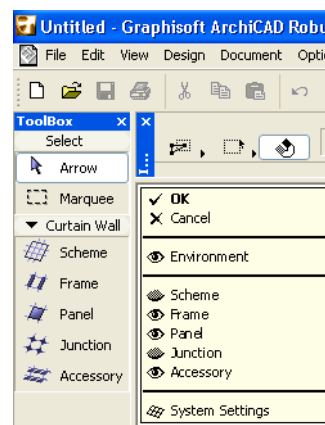 Untitled - Graphisoft ArchiCAD Robu
File Edit View Design Document Opti
ToolBox
Select
Arrow
Marquee
Curtain Wall
Scheme
Frame
Panel
Junction
Accessory
OK
Cancel
Environment
Scheme
Frame
Panel
Junction
Accessory
System Settings